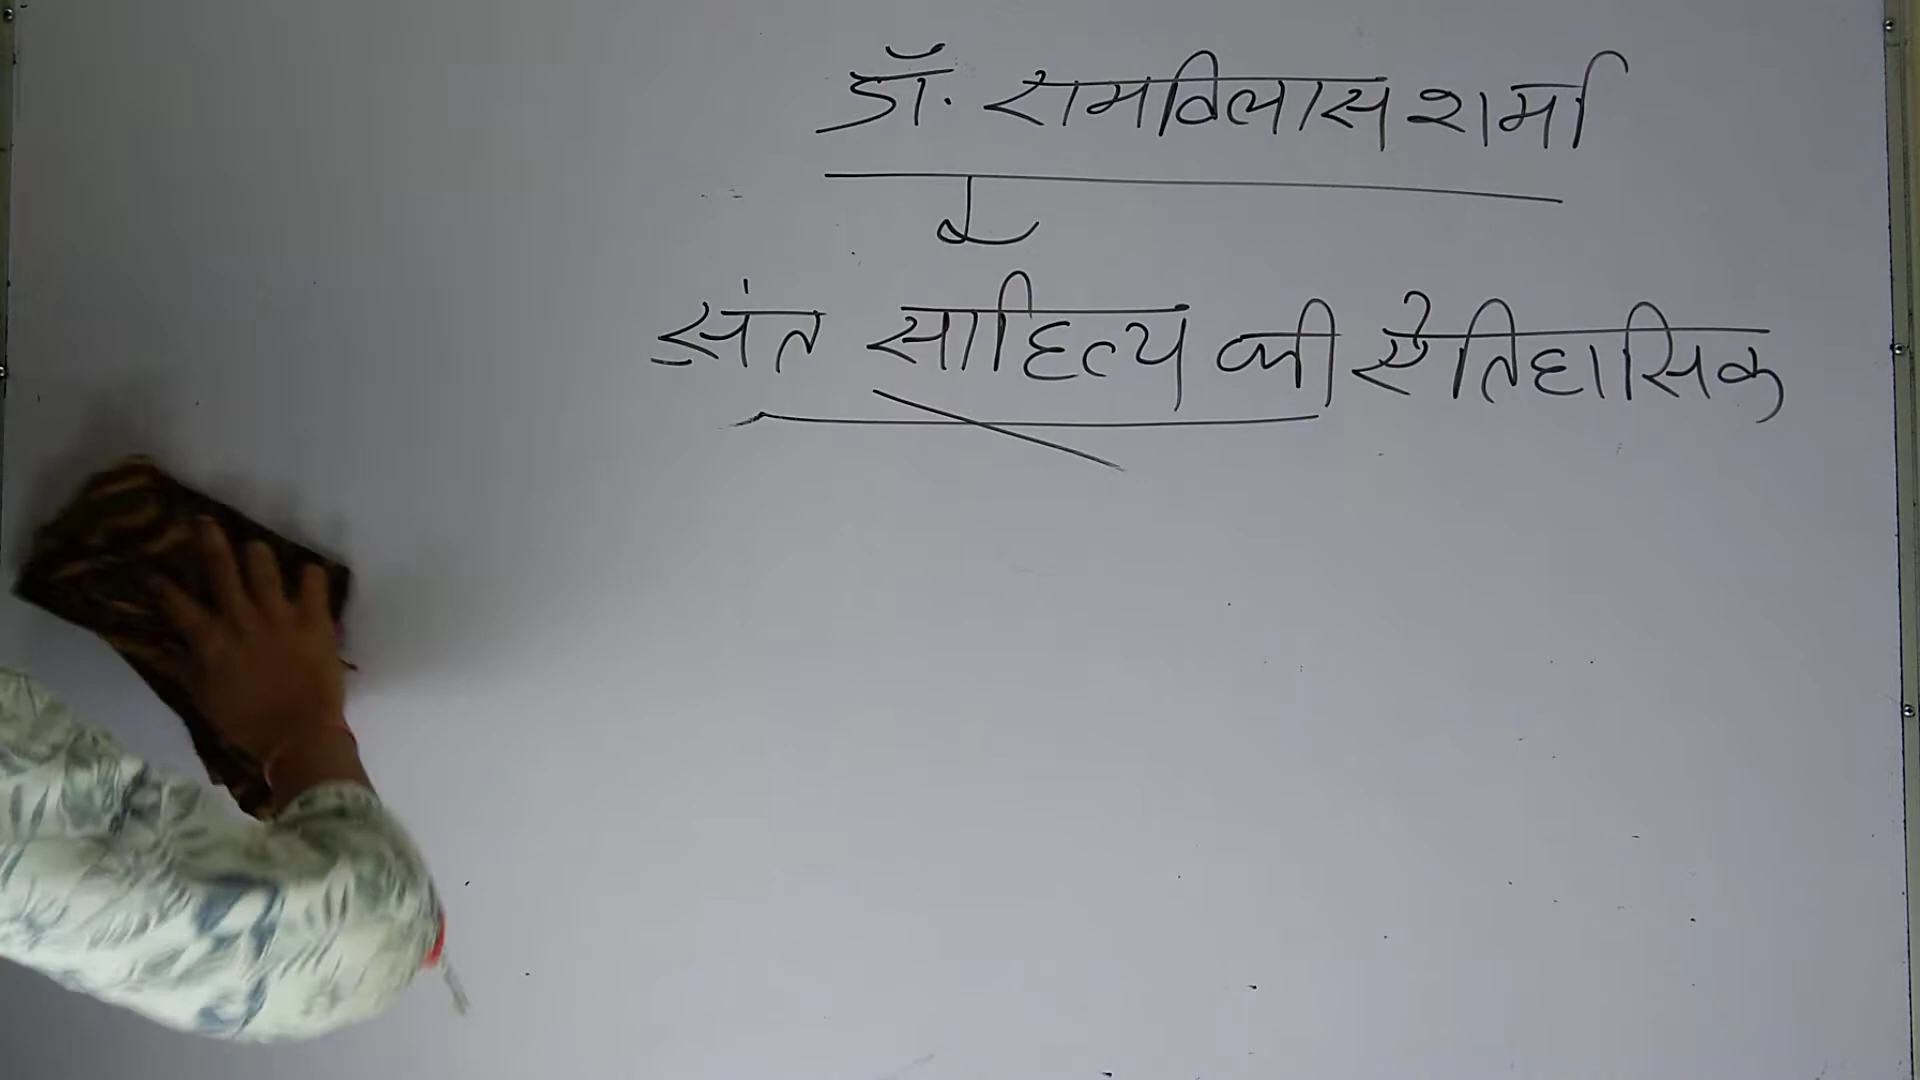 डॉ. रामविलास शर्मा
संत साहित्य की ऐतिहासिक